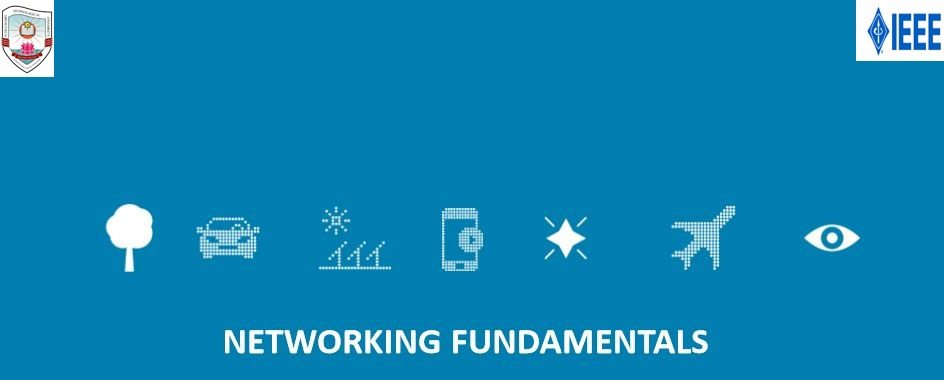 IEEE
NETWORKING FUNDAMENTALS